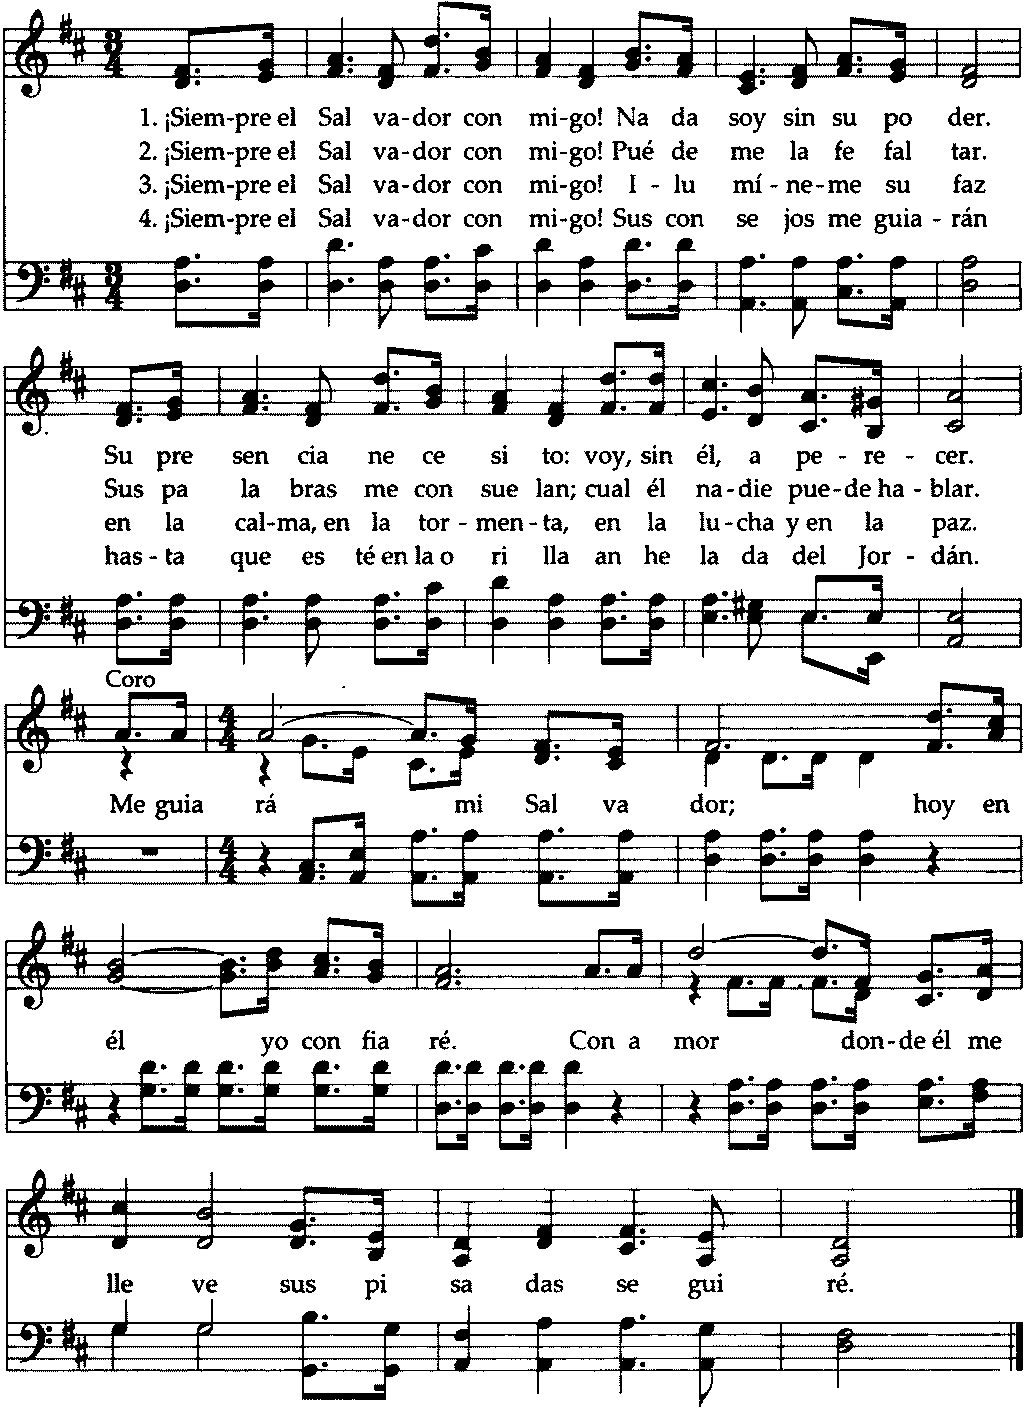 1. ¡Siem-pre el Sal va-dor con mi-go! Na da soy sin su po der.
2. ¡Siem-pre el Sal va-dor con mi-go! Pué de me la fe fal tar.
3. ¡Siem-pre el Sal va-dor con mi-go! I - lu mí-ne-me su faz
4. ¡Siem-pre el Sal va-dor con mi-go! Sus con se jos me guia-rán
Su pre sen cia ne ce si to: voy, sin él, a pe-re-cer.
Sus pa la bras me con sue lan; cual él na-die pue-de ha-blar.
en la cal-ma, en la tor-men-ta, en la lu-cha y en la paz.
has-ta que es té en la o ri lla an he la da del Jor-dán.
Coro
Me guia rá mi Sal va dor; hoy en
él yo con fia ré. Con a mor don-de él me
lle ve sus pi sa das se gui ré.